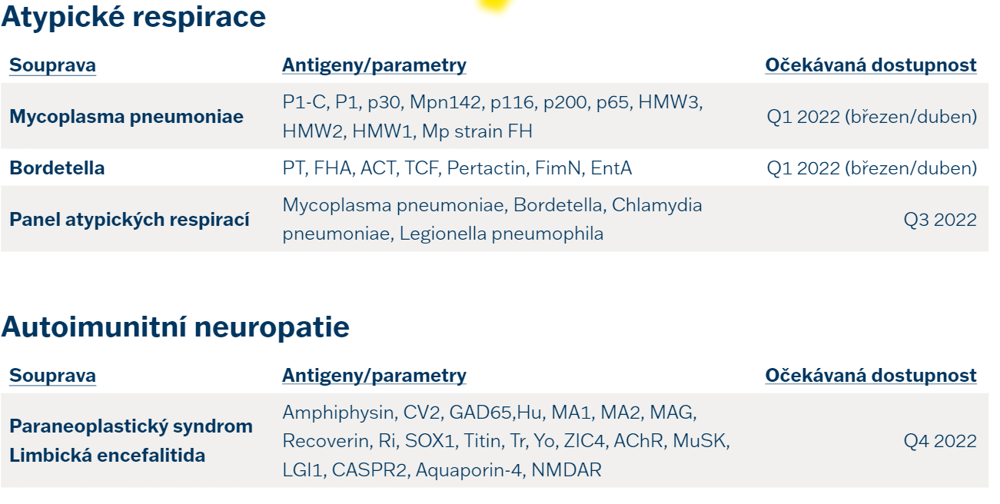 Atypické respirace
Souprava Antigeny/parametry Očekávaná dostupnost
P1-C, P1, p30, Mpn142, p116, p200, p65, HMW3,
Mycoplasma pneumoniae Q1 2022 (březen/duben)
HMW2, HMW1, Mp strain FH
Bordetella PT, FHA, ACT, TCF, Pertactin, FimN, EntA Q1 2022 (březen/duben)
Mycoplasma pneumoniae, Bordetella, Chlamydia
Panel atypických respirací Q3 2022
pneumoniae, Legionella pneumophila
Autoimunitní neuropatie
Souprava Antigeny/parametry Očekávaná dostupnost
Amphiphysin, CV2, GAD65,Hu, MA1, MA2, MAG,
Paraneoplastický syndrom
Recoverin, Ri, SOX1, Titin, Tr, Yo, ZIC4, AChR, MuSK, Q4 2022
Limbická encefalitida
LGI1, CASPR2, Aquaporin-4, NMDAR